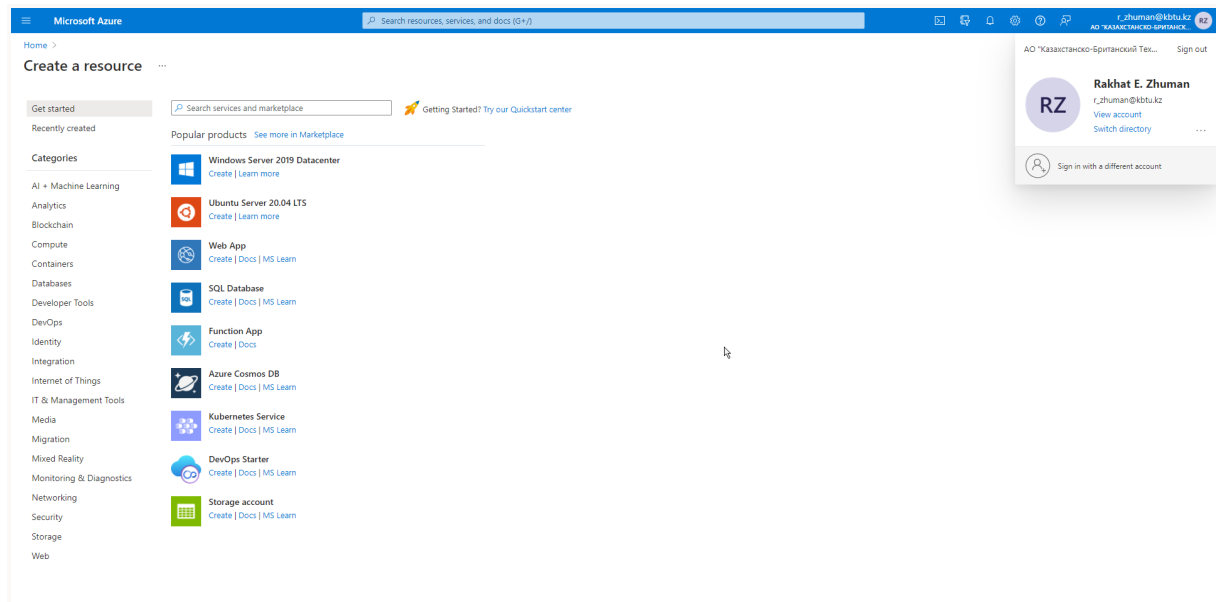 Microsoft Azure
Search resources, services, and docs (G+/)
r_zhuman@kbtu.kz
АО "КАЗАХСТАНСКО-БРИТАНСК...
RZ
Home >
Create a resource ...
АО "Казахстанско-Британский Тех... Sign out
RZ
Rakhat E. Zhuman
r_zhuman@kbtu.kz
View account
Switch directory ...
Sign in with a different account
Get started
Recently created
Categories
AI + Machine Learning
Analytics
Blockchain
Compute
Containers
Databases
Developer Tools
DevOps
Identity
Integration
Internet of Things
IT & Management Tools
Media
Migration
Mixed Reality
Monitoring & Diagnostics
Networking
Security
Storage
Web
Search services and marketplace
Getting Started? Try our Quickstart center
Popular products See more in Marketplace
Windows Server 2019 Datacenter
Create | Learn more
Ubuntu Server 20.04 LTS
Create | Learn more
Web App
Create | Docs | MS Learn
SQL Database
SQL
Create | Docs | MS Learn
Function App
Create | Docs
Azure Cosmos DB
Create | Docs | MS Learn
Kubernetes Service
Create | Docs | MS Learn
DevOps Starter
Create | Docs | MS Learn
Storage account
Create | Docs | MS Learn